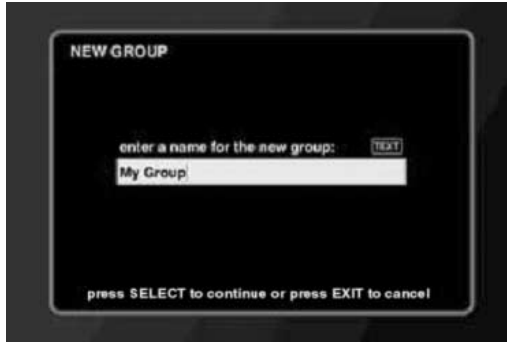 NEW GROUP
enter a name for the new group: TEXT
My Group
press SELECT to continue or press EXIT to cancel